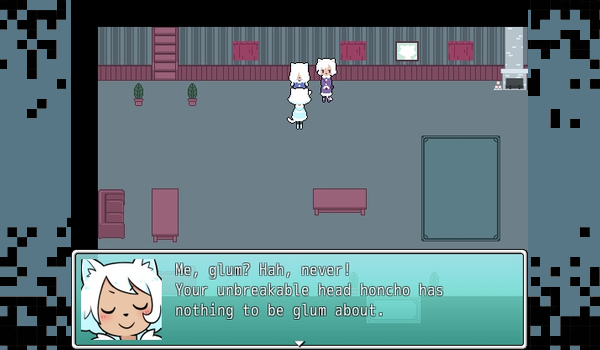 Me, glum? Hah, never!
Your unbreakable head honcho has
nothing to be glum about.